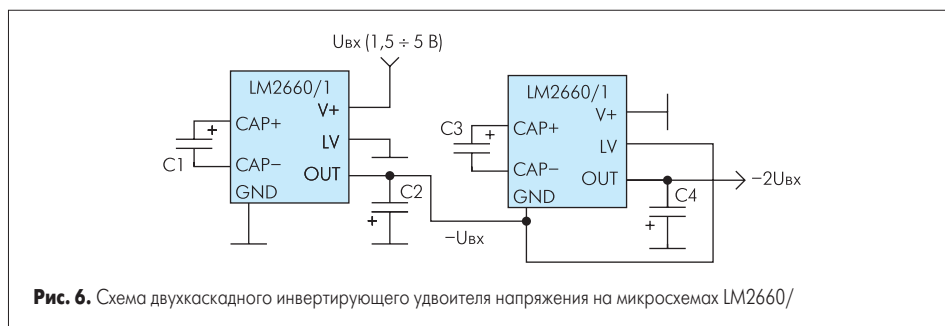 Uвх (1,5 ÷ 5 В)
LM2660/1
V+
CAP+
LV
C1
CAP−
OUT
GND
C2
−Uвх
LM2660/1
V+
C3
CAP+
LV
CAP−
OUT
GND
C4
−2Uвх
+
+
+
+
Рис. 6. Схема двухкаскадного инвертирующего удвоителя напряжения на микросхемах LM2660/